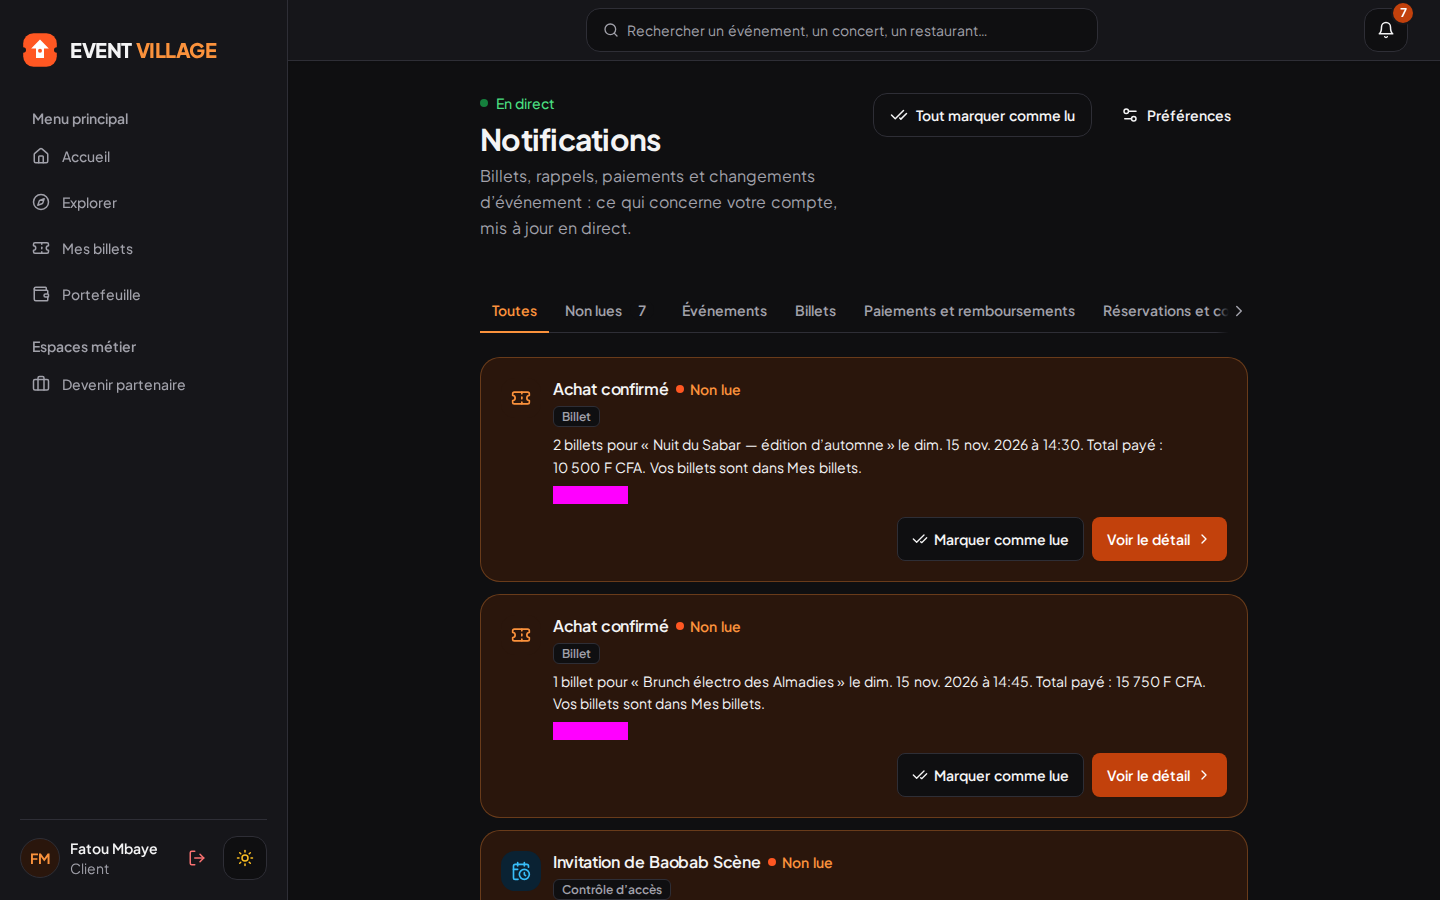 EVENT VILLAGE
Rechercher un événement, un concert, un restaurant…
7
Menu principal
Accueil
Explorer
Mes billets
Portefeuille
Espaces métier
Devenir partenaire
FM
Fatou Mbaye
Client
En direct
Notifications
Billets, rappels, paiements et changements
d’événement : ce qui concerne votre compte,
mis à jour en direct.
Tout marquer comme lu
Préférences
Toutes
Non lues 7
Événements
Billets
Paiements et remboursements
Réservations et
Achat confirmé
Non lue
Billet
2 billets pour « Nuit du Sabar — édition d’automne » le dim. 15 nov. 2026 à 14:30. Total payé :
10 500 F CFA. Vos billets sont dans Mes billets.
Marquer comme lue
Voir le détail
Achat confirmé
Non lue
Billet
1 billet pour « Brunch électro des Almadies » le dim. 15 nov. 2026 à 14:45. Total payé : 15 750 F CFA.
Vos billets sont dans Mes billets.
Marquer comme lue
Voir le détail
Invitation de Baobab Scène
Non lue
Contrôle d’accès